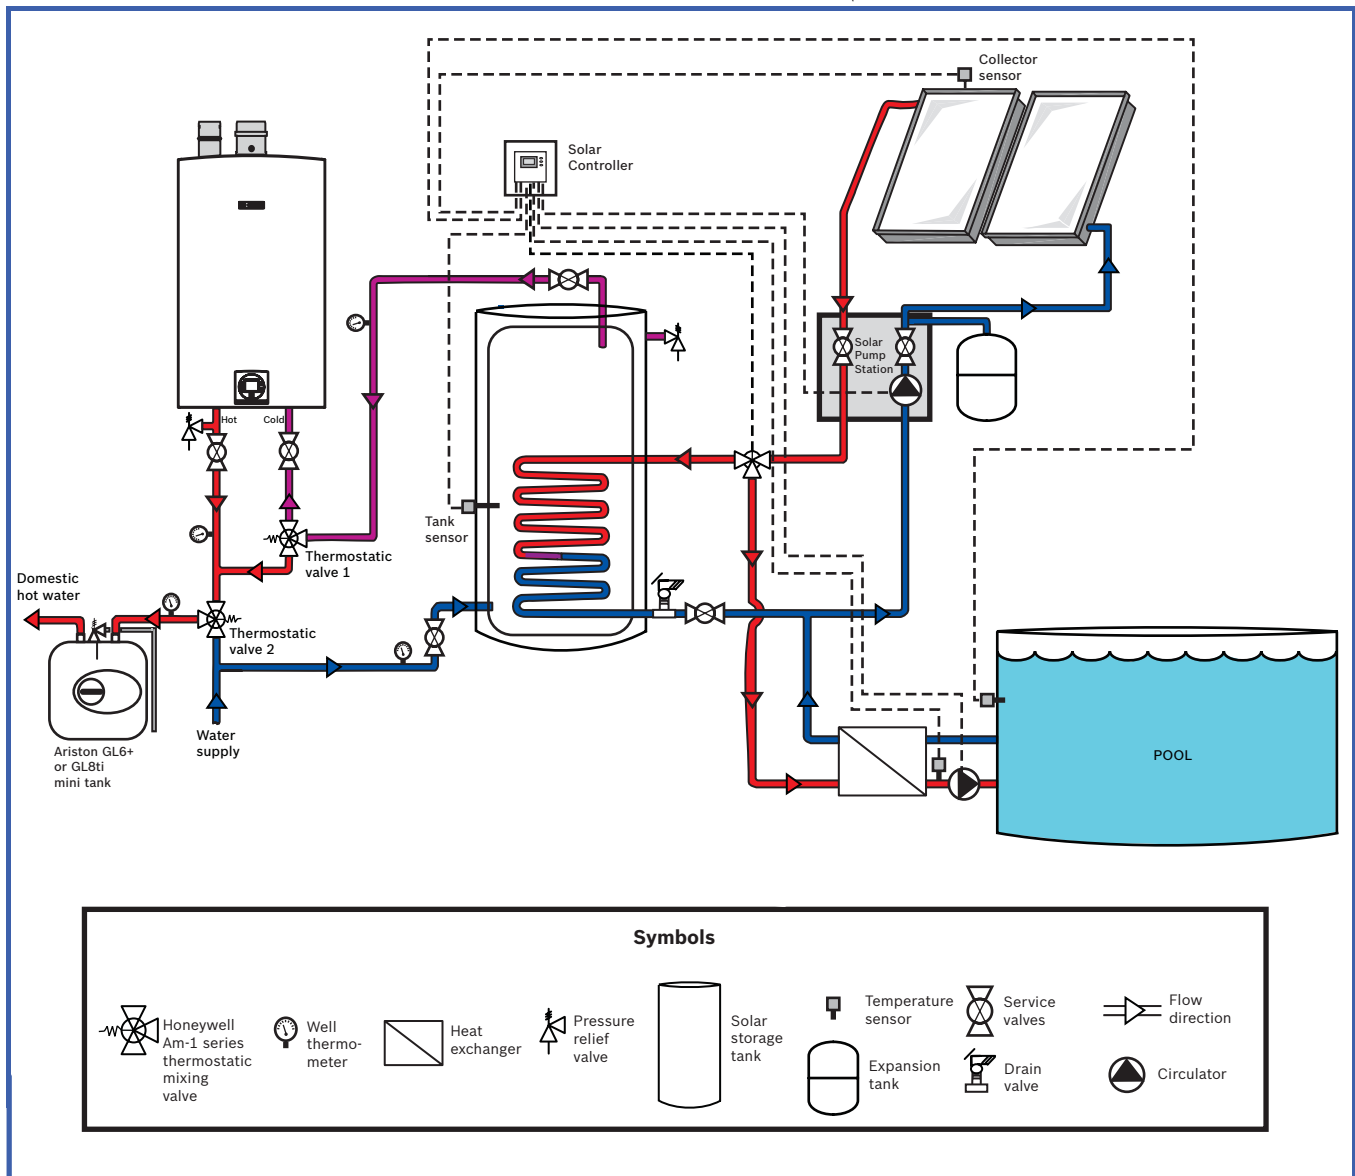 Collector
sensor
Solar
Controller
Solar
Pump
Station
Hot
Cold
Tank
sensor
Thermostatic
valve 1
Domestic
hot water
Thermostatic
valve 2
Water
supply
Ariston GL6+
or GL8ti
mini tank
POOL
Symbols
Honeywell
Am-1 series
thermostatic
mixing
valve
Well
thermo-
meter
Heat
exchanger
Pressure
relief
valve
Solar
storage
tank
Temperature
sensor
Expansion
tank
Service
valves
Drain
valve
Flow
direction
Circulator